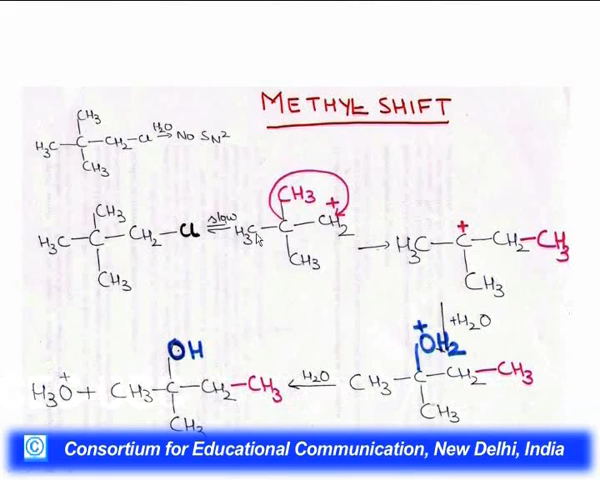 METHYL SHIFT
CH3
H3C-C-CH2-Cl H2O → No SN2
CH3
CH3 slow CH3 +
H3C-C-CH2-Cl ⇌ H3C-C-CH2 → H3C-C+-CH2-CH3
CH3 CH3 CH3
+H2O
OH +OH2
H3O+ + CH3-C-CH2-CH3 ← H2O CH3-C-CH2-CH3
CH3 CH3
© Consortium for Educational Communication, New Delhi, India